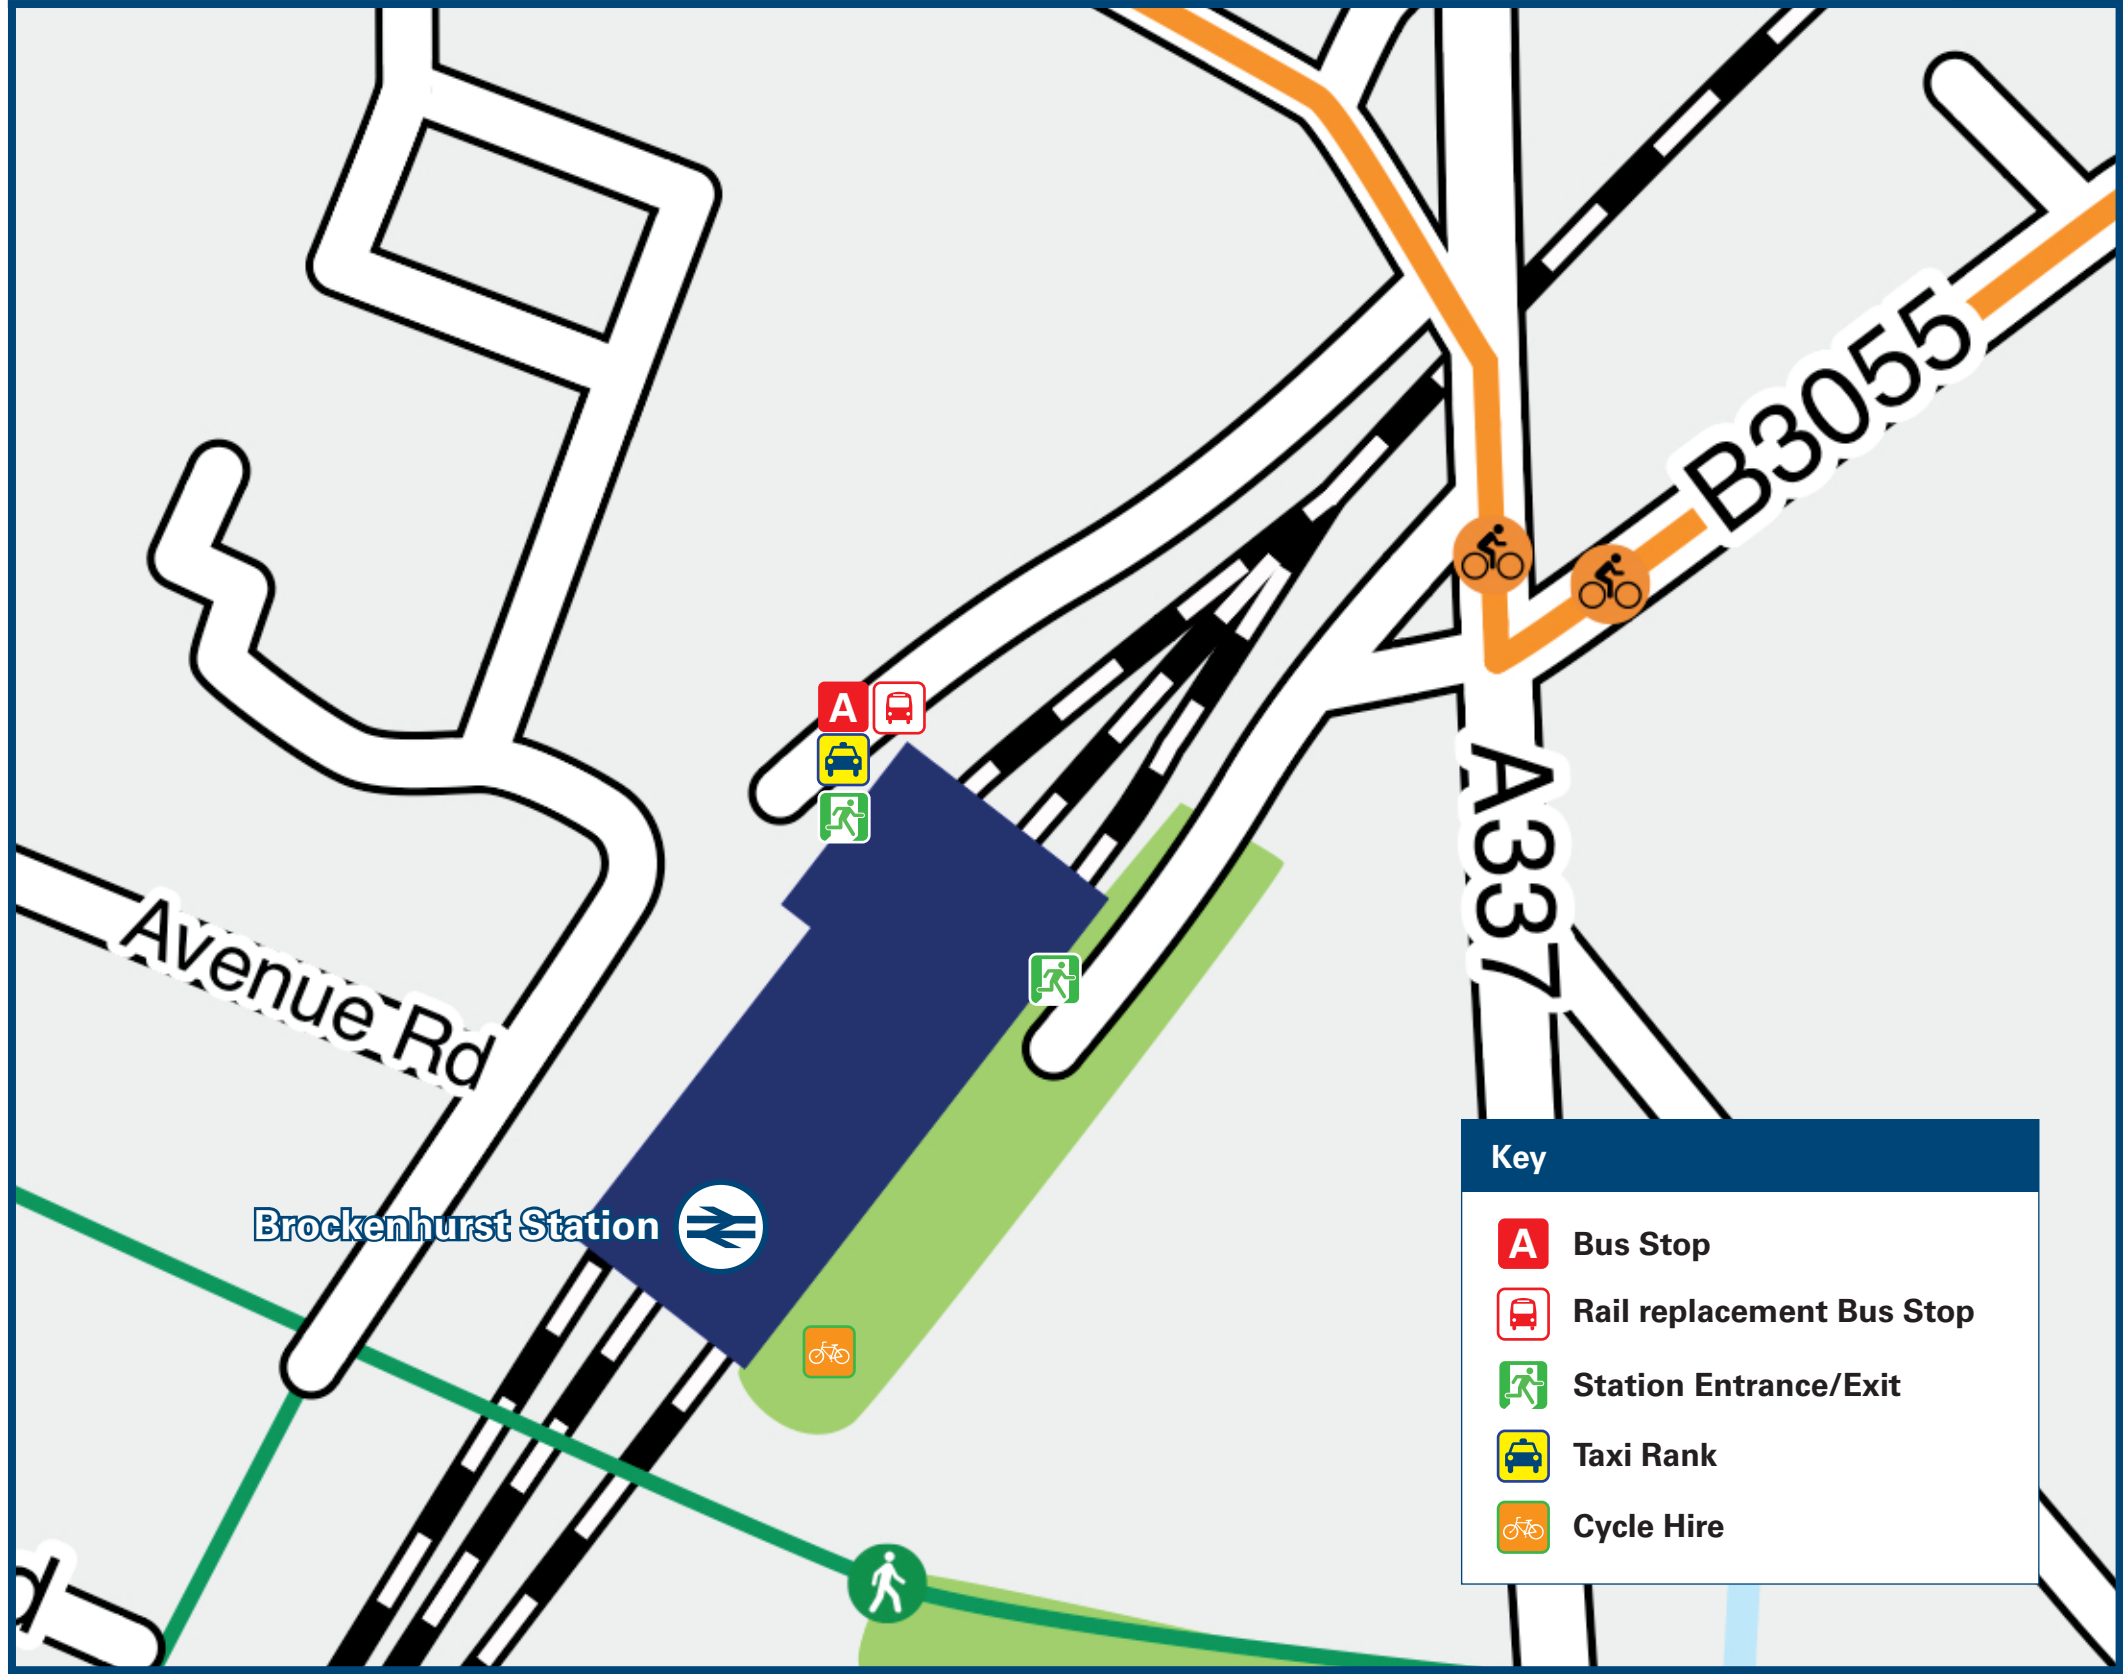 B3055
A
A337
Avenue Rd
Brockenhurst Station
d
Key
A Bus Stop
Rail replacement Bus Stop
Station Entrance/Exit
Taxi Rank
Cycle Hire